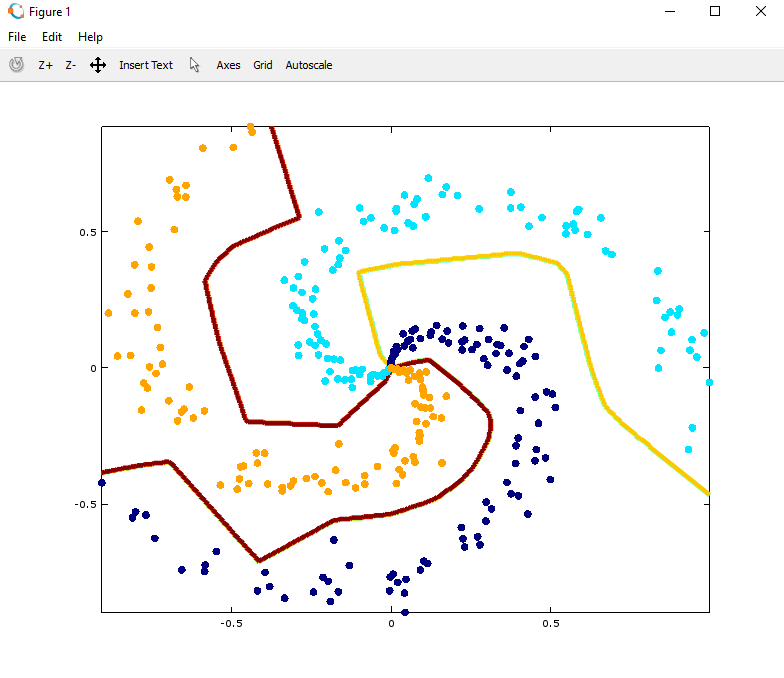 Figure 1
File Edit Help
Z+ Z- Insert Text Axes Grid Autoscale
0.5
0
-0.5
-0.5 0 0.5